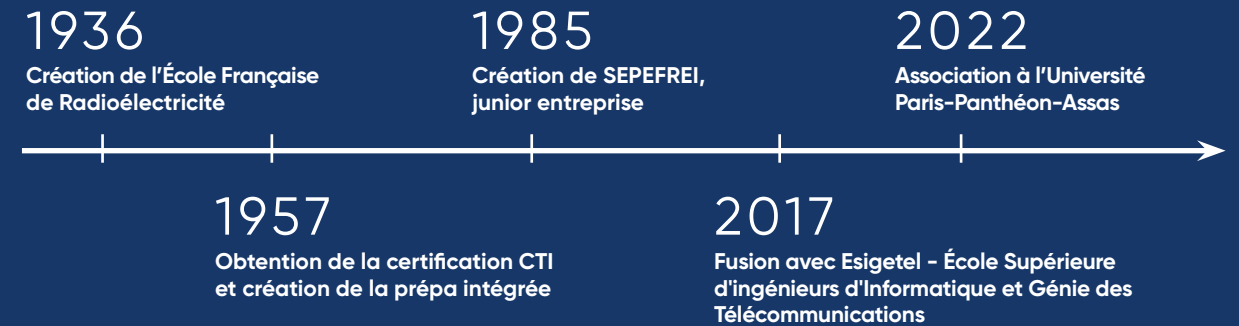 1936
Création de l'École Française
de Radioélectricité
1985
Création de SEPEFREI,
junior entreprise
2022
Association à l'Université
Paris-Panthéon-Assas
1957
Obtention de la certification CTI
et création de la prépa intégrée
2017
Fusion avec Esigetel - École Supérieure
d'ingénieurs d'Informatique et Génie des
Télécommunications